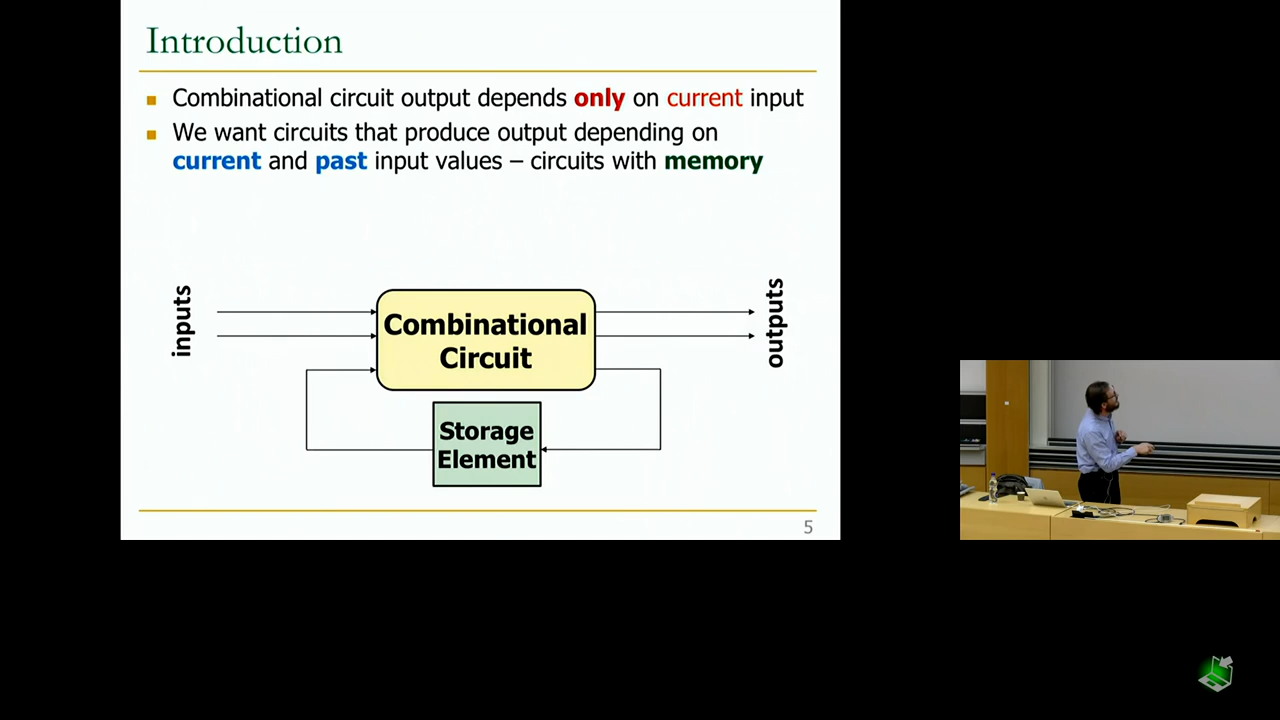 Introduction
Combinational circuit output depends only on current input
We want circuits that produce output depending on
current and past input values – circuits with memory
inputs
Combinational
Circuit
outputs
Storage
Element
5